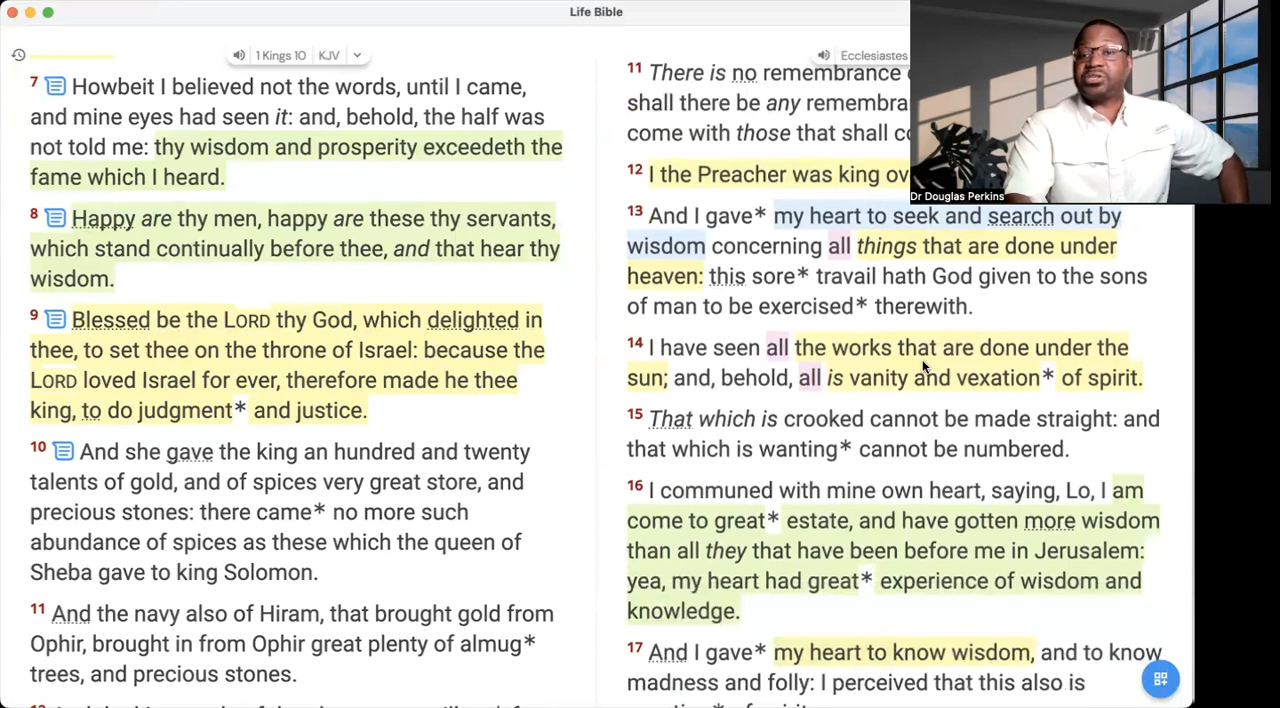 Life Bible
1 Kings 10 KJV
7 Howbeit I believed not the words, until I came,
and mine eyes had seen it: and, behold, the half was
not told me: thy wisdom and prosperity exceedeth the
fame which I heard.
8 Happy are thy men, happy are these thy servants,
which stand continually before thee, and that hear thy
wisdom.
9 Blessed be the LORD thy God, which delighted in
thee, to set thee on the throne of Israel: because the
LORD loved Israel for ever, therefore made he thee
king, to do judgment* and justice.
10 And she gave the king an hundred and twenty
talents of gold, and of spices very great store, and
precious stones: there came* no more such
abundance of spices as these which the queen of
Sheba gave to king Solomon.
11 And the navy also of Hiram, that brought gold from
Ophir, brought in from Ophir great plenty of almug*
trees, and precious stones.
Ecclesiastes
11 There is no remembrance
shall there be any remembra
come with those that shall co
12 I the Preacher was king ov
13 And I gave* my heart to seek and search out by
wisdom concerning all things that are done under
heaven: this sore* travail hath God given to the sons
of man to be exercised* therewith.
14 I have seen all the works that are done under the
sun; and, behold, all is vanity and vexation* of spirit.
15 That which is crooked cannot be made straight: and
that which is wanting* cannot be numbered.
16 I communed with mine own heart, saying, Lo, I am
come to great* estate, and have gotten more wisdom
than all they that have been before me in Jerusalem:
yea, my heart had great* experience of wisdom and
knowledge.
17 And I gave* my heart to know wisdom, and to know
madness and folly: I perceived that this also is
Dr Douglas Perkins